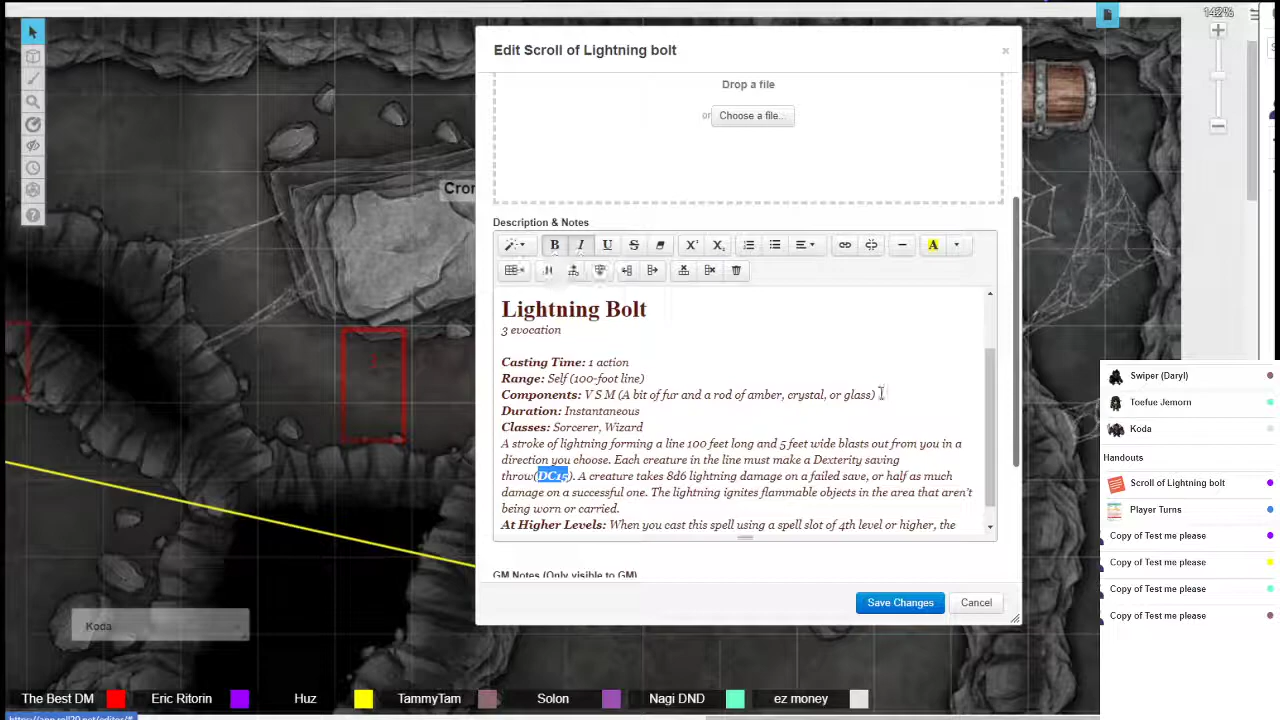 142%
Edit Scroll of Lightning bolt
×
Drop a file
or Choose a file...
Cron
Description & Notes
Lightning Bolt
3 evocation
Casting Time: 1 action
Range: Self (100-foot line)
Components: V S M (A bit of fur and a rod of amber, crystal, or glass)
Duration: Instantaneous
Classes: Sorcerer, Wizard
A stroke of lightning forming a line 100 feet long and 5 feet wide blasts out from you in a
direction you choose. Each creature in the line must make a Dexterity saving
throw(DC15). A creature takes 8d6 lightning damage on a failed save, or half as much
damage on a successful one. The lightning ignites flammable objects in the area that aren't
being worn or carried.
At Higher Levels: When you cast this spell using a spell slot of 4th level or higher, the
GM Notes (Only visible to GM)
Save Changes
Cancel
Swiper (Daryl)
Toefue Jemorn
Koda
Handouts
Scroll of Lightning bolt
Player Turns
Copy of Test me please
Copy of Test me please
Copy of Test me please
Copy of Test me please
Koda
The Best DM
Eric Ritorin
Huz
TammyTam
Solon
Nagi DND
ez money
https://app.roll20.net/editor/#